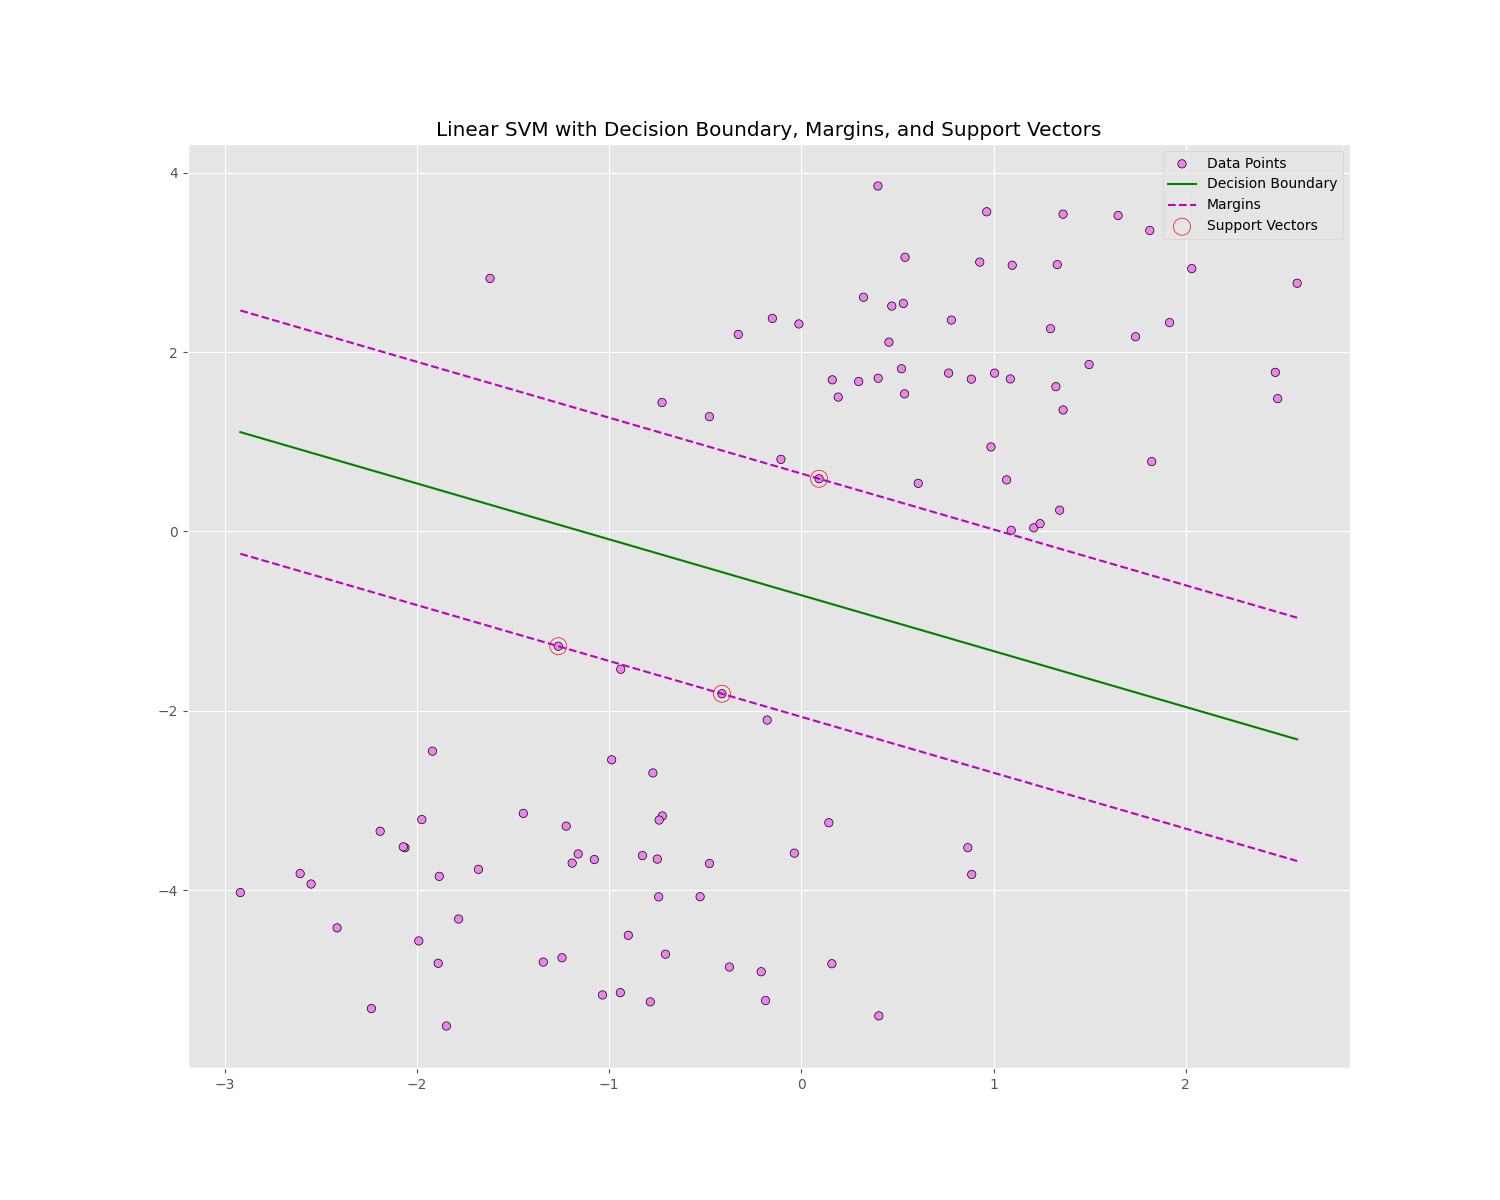 Linear SVM with Decision Boundary, Margins, and Support Vectors
Data Points
Decision Boundary
Margins
Support Vectors
4
2
0
−2
−4
−3
−2
−1
0
1
2